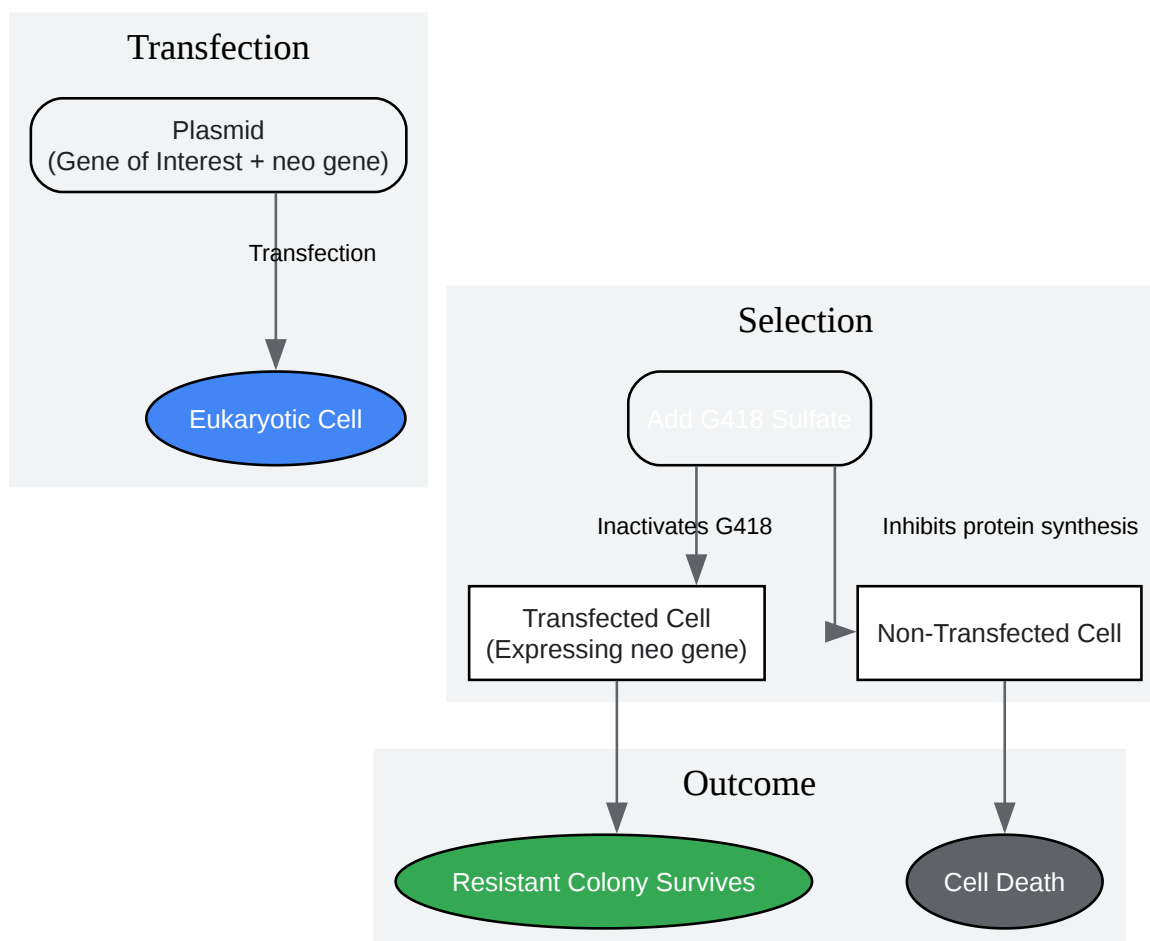 Transfection
Plasmid
(Gene of Interest + neo gene)
Transfection
Eukaryotic Cell
Selection
Add G418 Sulfate
Inactivates G418
Inhibits protein synthesis
Transfected Cell
(Expressing neo gene)
Non-Transfected Cell
Outcome
Resistant Colony Survives
Cell Death